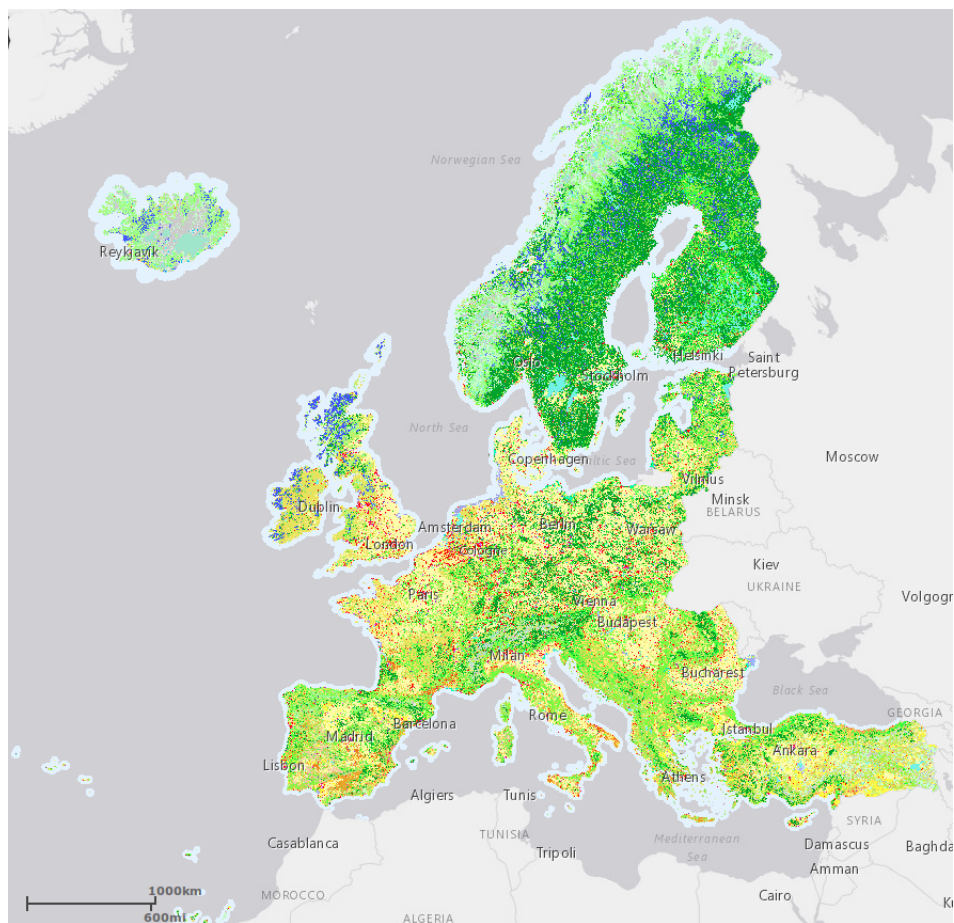 Norwegian Sea
Reykjavík
Oslo
Helsinki
Saint
Petersburg
Stockholm
North Sea
Copenhagen
Baltic Sea
Moscow
Vilnius
Minsk
BELARUS
Dublin
Amsterdam
Berlin
Warsaw
London
Cologne
Kiev
UKRAINE
Paris
Vienna
Volgogr
Budapest
Milan
Bucharest
Black Sea
Barcelona
Rome
GEORGIA
Madrid
Istanbul
Ankara
Lisbon
Athens
Algiers
Tunis
SYRIA
Casablanca
TUNISIA
Mediterranean
Sea
Damascus
Baghda
Tripoli
Amman
1000km
MOROCCO
Cairo
600mi
ALGERIA